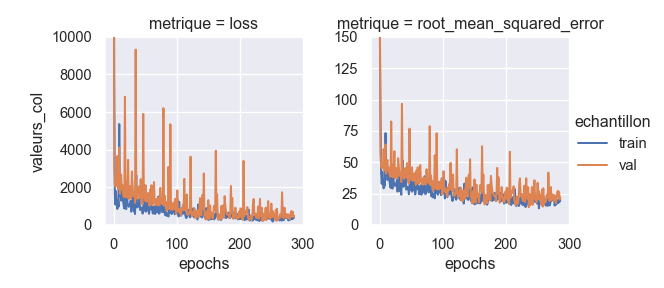 metrique = loss
metrique = root_mean_squared_error
10000
8000
6000
4000
2000
0
valeurs_col
0
100
200
300
epochs
150
125
100
75
50
25
0
0
100
200
300
epochs
echantillon
train
val